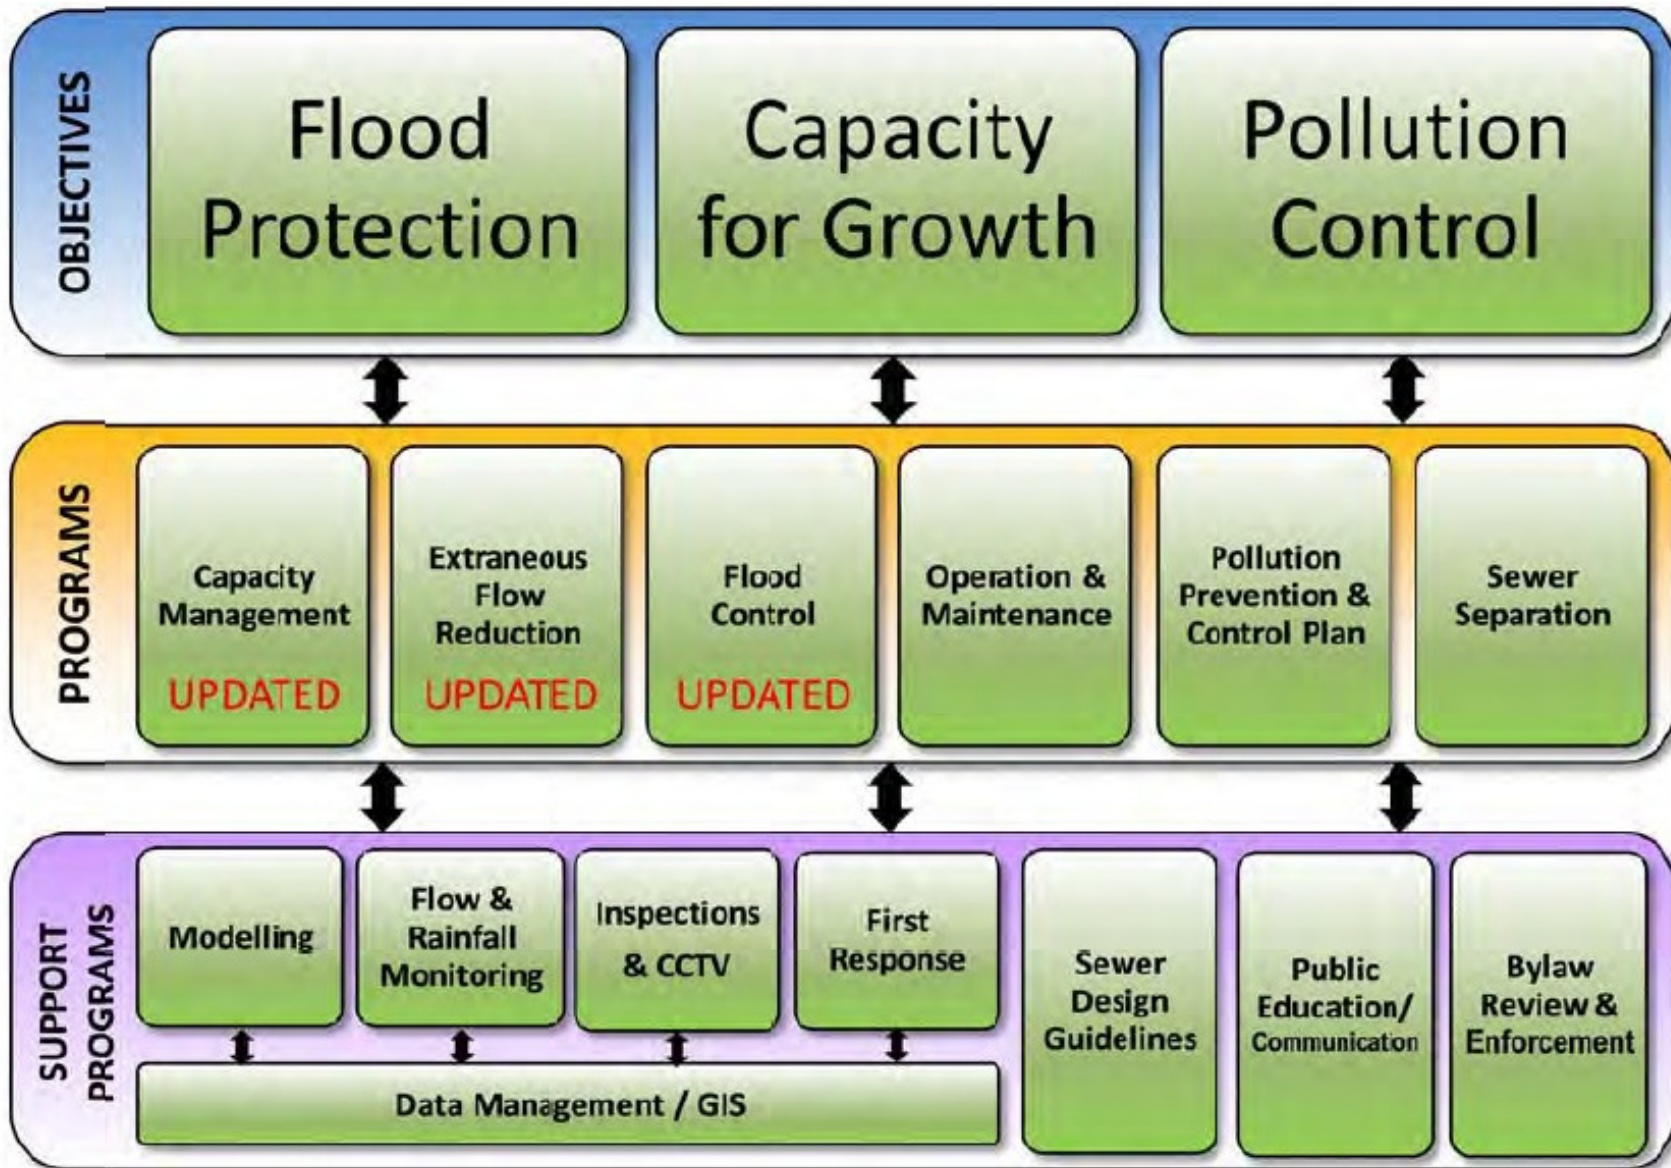 OBJECTIVES
Flood
Protection
Capacity
for Growth
Pollution
Control
PROGRAMS
Capacity
Management
UPDATED
Extraneous
Flow
Reduction
UPDATED
Flood
Control
UPDATED
Operation &
Maintenance
Pollution
Prevention &
Control Plan
Sewer
Separation
SUPPORT
PROGRAMS
Modelling
Flow &
Rainfall
Monitoring
Inspections
& CCTV
First
Response
Data Management / GIS
Sewer
Design
Guidelines
Public
Education/
Communication
Bylaw
Review &
Enforcement